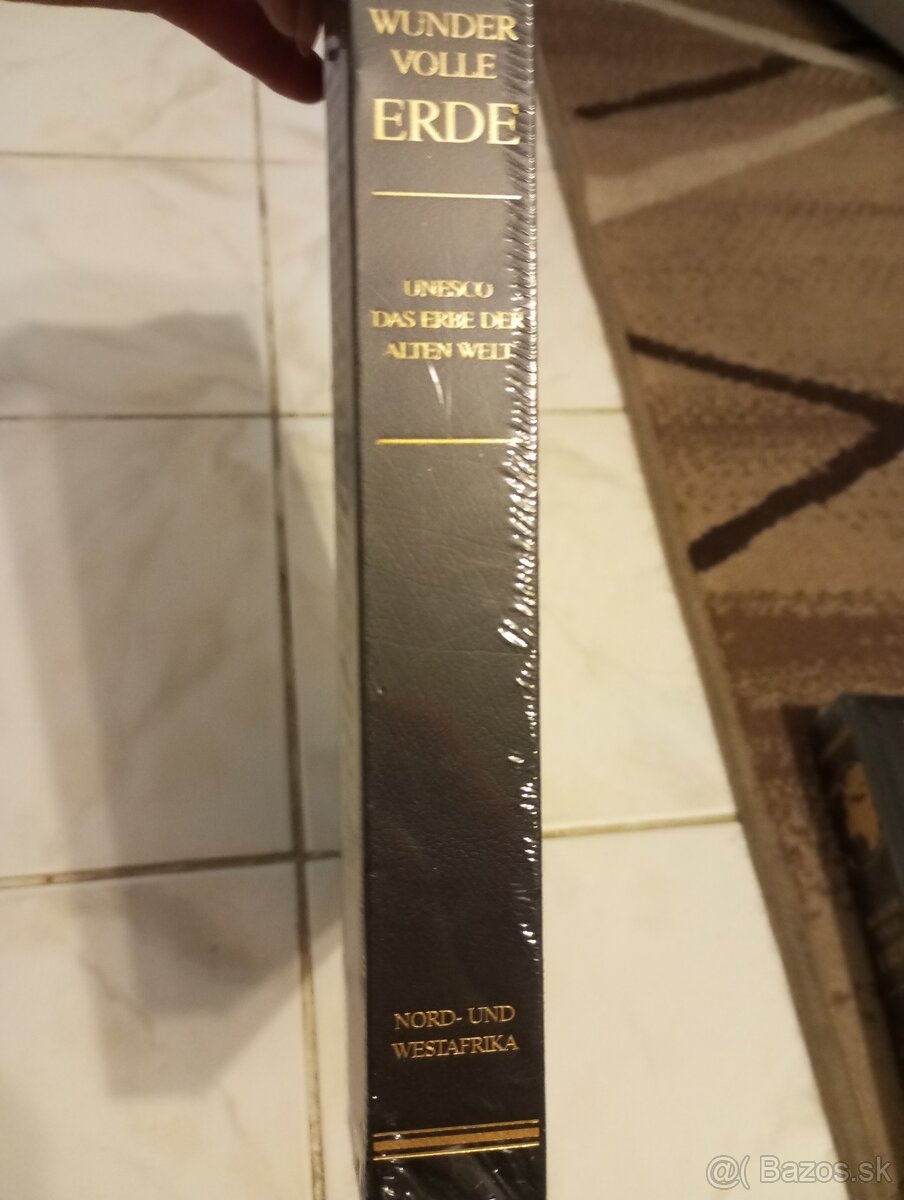 WUNDER
VOLLE
ERDE
UNESCO
DAS ERBE DER
ALTEN WELT
NORD- UND
WESTAFRIKA
@( Bazos.sk